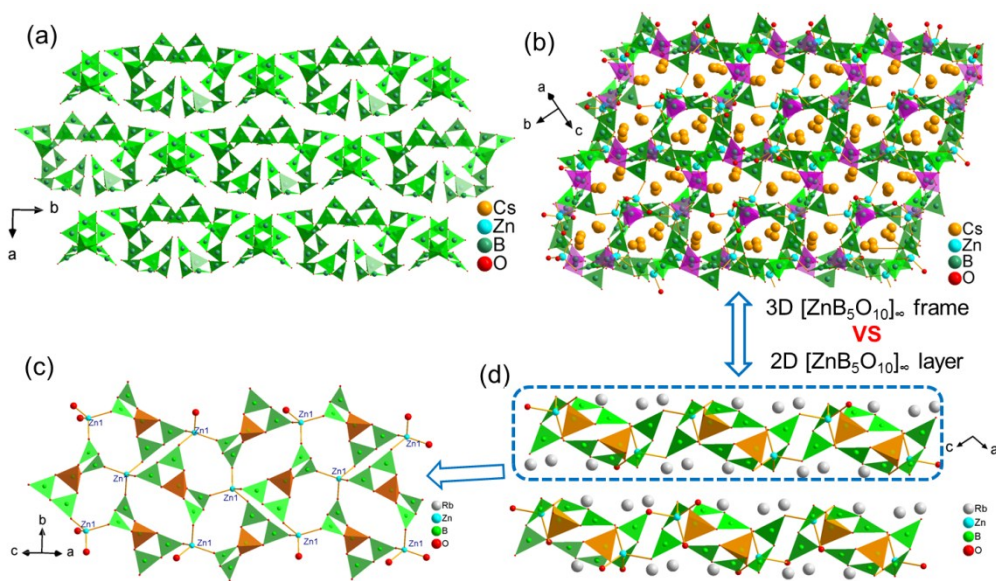 (a)
b
a
Cs
Zn
B
O
(b)
a
b
c
Cs
Zn
B
O
3D [ZnB₅O₁₀]∞ frame
VS
2D [ZnB₅O₁₀]∞ layer
(c)
Zn1
Zn1
Zn1
Zn1
Zn1
Zn1
Zn1
Zn1
Zn1
Zn1
Zn1
b
c
a
Rb
Zn
B
O
(d)
c
a
Rb
Zn
B
O